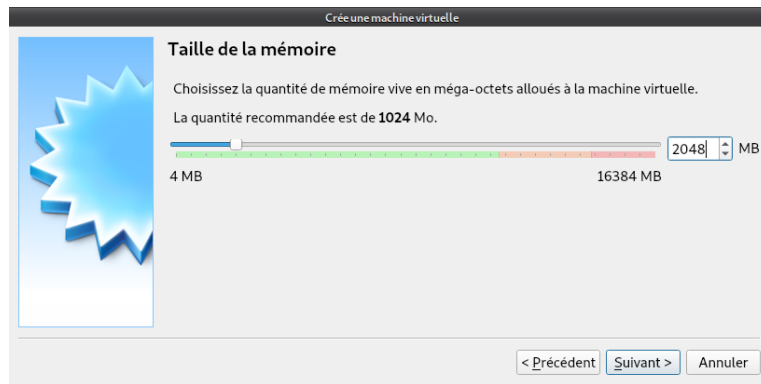 Crée une machine virtuelle
Taille de la mémoire
Choisissez la quantité de mémoire vive en méga-octets alloués à la machine virtuelle.
La quantité recommandée est de 1024 Mo.
2048 MB
4 MB 16384 MB
< Précédent Suivant > Annuler